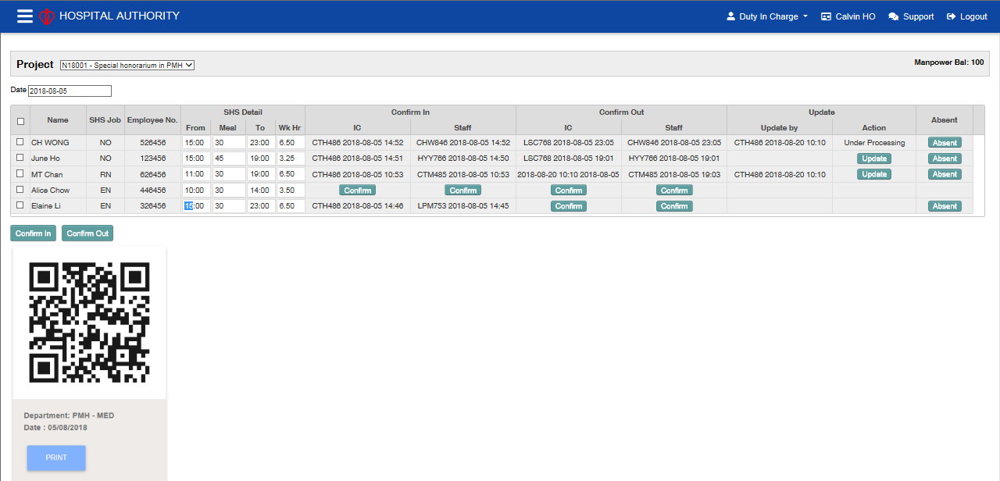 HOSPITAL AUTHORITY Duty In Charge Calvin HO Support Logout
Project N18001 - Special honorarium in PMH Manpower Bal: 100
Date 2018-08-05
Name SHS Job Employee No. SHS Detail Confirm In Confirm Out Update Absent
From Meal To Wk Hr IC Staff IC Staff Update by Action
CH WONG NO 526456 15:00 30 23:00 6.50 CTH486 2018-08-05 14:52 CHW846 2018-08-05 14:52 LSC768 2018-08-05 23:05 CHW846 2018-08-05 23:05 CTH486 2018-08-20 10:10 Under Processing Absent
June Ho NO 123456 15:00 45 19:00 3.25 CTH486 2018-08-05 14:51 HYY766 2018-08-05 14:50 LSC768 2018-08-05 19:01 HYY766 2018-08-05 19:01 Update Absent
MT Chan RN 626456 11:00 30 19:00 6.50 CTH486 2018-08-05 10:53 CTM485 2018-08-05 10:53 2018-08-20 10:10 2018-08-05 CTM485 2018-08-05 19:03 CTH486 2018-08-20 10:10 Update Absent
Alice Chow EN 446456 10:00 30 14:00 3.50 Confirm Confirm Confirm Confirm
Elaine Li EN 326456 15:00 30 23:00 6.50 CTH486 2018-08-05 14:46 LPM753 2018-08-05 14:45 Confirm Confirm Absent
Confirm In Confirm Out
Department: PMH - MED
Date : 05/08/2018
PRINT